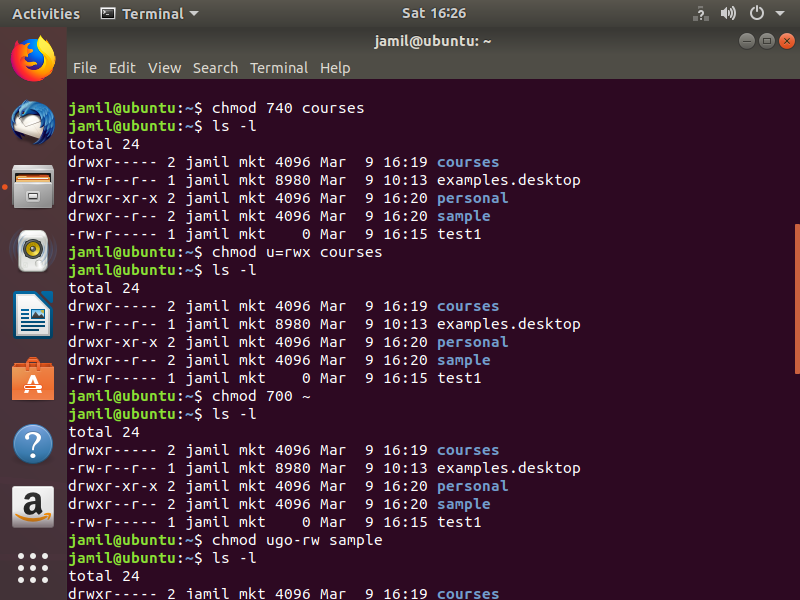 Activities Terminal Sat 16:26
jamil@ubuntu: ~
File Edit View Search Terminal Help
jamil@ubuntu:~$ chmod 740 courses
jamil@ubuntu:~$ ls -l
total 24
drwxr----- 2 jamil mkt 4096 Mar  9 16:19 courses
-rw-r--r-- 1 jamil mkt 8980 Mar  9 10:13 examples.desktop
drwxr-xr-x 2 jamil mkt 4096 Mar  9 16:20 personal
drwxr--r-- 2 jamil mkt 4096 Mar  9 16:20 sample
-rw-r----- 1 jamil mkt    0 Mar  9 16:15 test1
jamil@ubuntu:~$ chmod u=rwx courses
jamil@ubuntu:~$ ls -l
total 24
drwxr----- 2 jamil mkt 4096 Mar  9 16:19 courses
-rw-r--r-- 1 jamil mkt 8980 Mar  9 10:13 examples.desktop
drwxr-xr-x 2 jamil mkt 4096 Mar  9 16:20 personal
drwxr--r-- 2 jamil mkt 4096 Mar  9 16:20 sample
-rw-r----- 1 jamil mkt    0 Mar  9 16:15 test1
jamil@ubuntu:~$ chmod 700 ~
jamil@ubuntu:~$ ls -l
total 24
drwxr----- 2 jamil mkt 4096 Mar  9 16:19 courses
-rw-r--r-- 1 jamil mkt 8980 Mar  9 10:13 examples.desktop
drwxr-xr-x 2 jamil mkt 4096 Mar  9 16:20 personal
drwxr--r-- 2 jamil mkt 4096 Mar  9 16:20 sample
-rw-r----- 1 jamil mkt    0 Mar  9 16:15 test1
jamil@ubuntu:~$ chmod ugo-rw sample
jamil@ubuntu:~$ ls -l
total 24
drwxr----- 2 jamil mkt 4096 Mar  9 16:19 courses